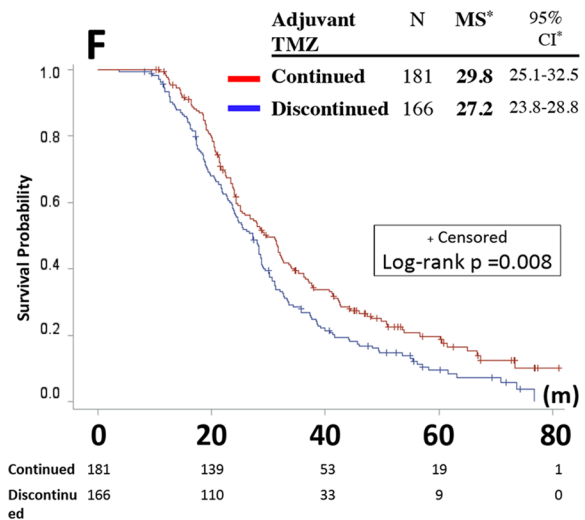 F
Adjuvant TMZ N MS* 95% CI*
Continued 181 29.8 25.1-32.5
Discontinued 166 27.2 23.8-28.8
Survival Probability
1.0
0.8
0.6
0.4
0.2
0.0
+ Censored
Log-rank p =0.008
(m)
0 20 40 60 80
Continued 181 139 53 19 1
Discontinu 166 110 33 9 0
ed